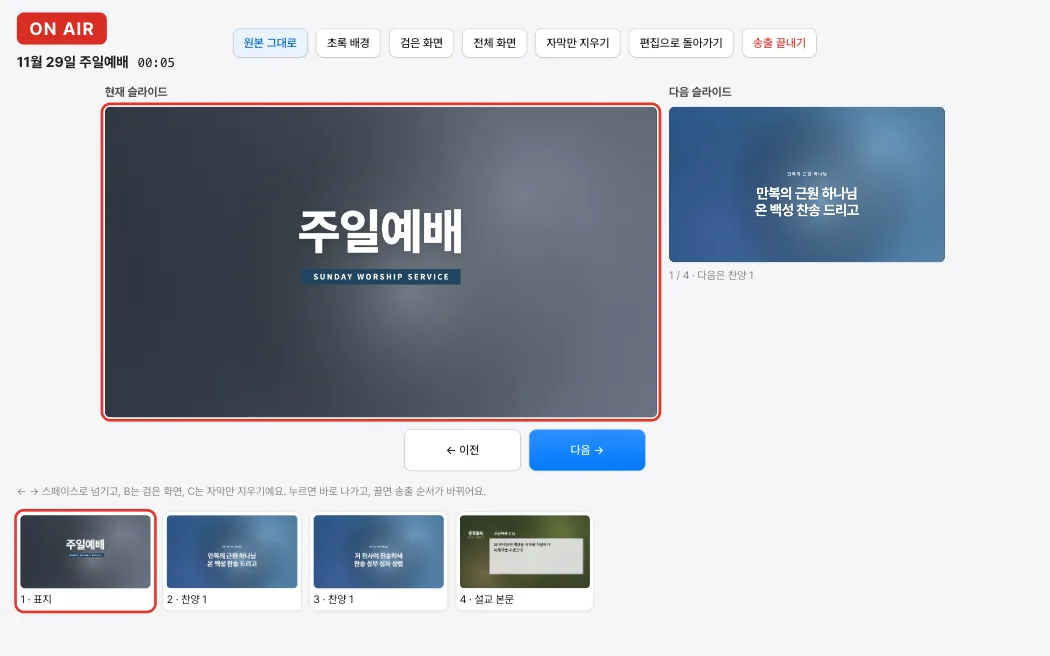 ON AIR
11월 29일 주일예배 00:05
원본 그대로
초록 배경
검은 화면
전체 화면
자막만 지우기
편집으로 돌아가기
송출 끝내기
현재 슬라이드
주일예배
SUNDAY WORSHIP SERVICE
다음 슬라이드
만복의 근원 하나님
만복의 근원 하나님
온 백성 찬송 드리고
1 / 4 · 다음은 찬양 1
← 이전
다음 →
← → 스페이스로 넘기고, B는 검은 화면, C는 자막만 지우기예요. 누르면 바로 나가고, 끌면 송출 순서가 바뀌어요.
주일예배
1 · 표지
만복의 근원 하나님
온 백성 찬송 드리고
2 · 찬양 1
저 천사여 찬송하세
찬송 성부 성자 성령
3 · 찬양 1
4 · 설교 본문